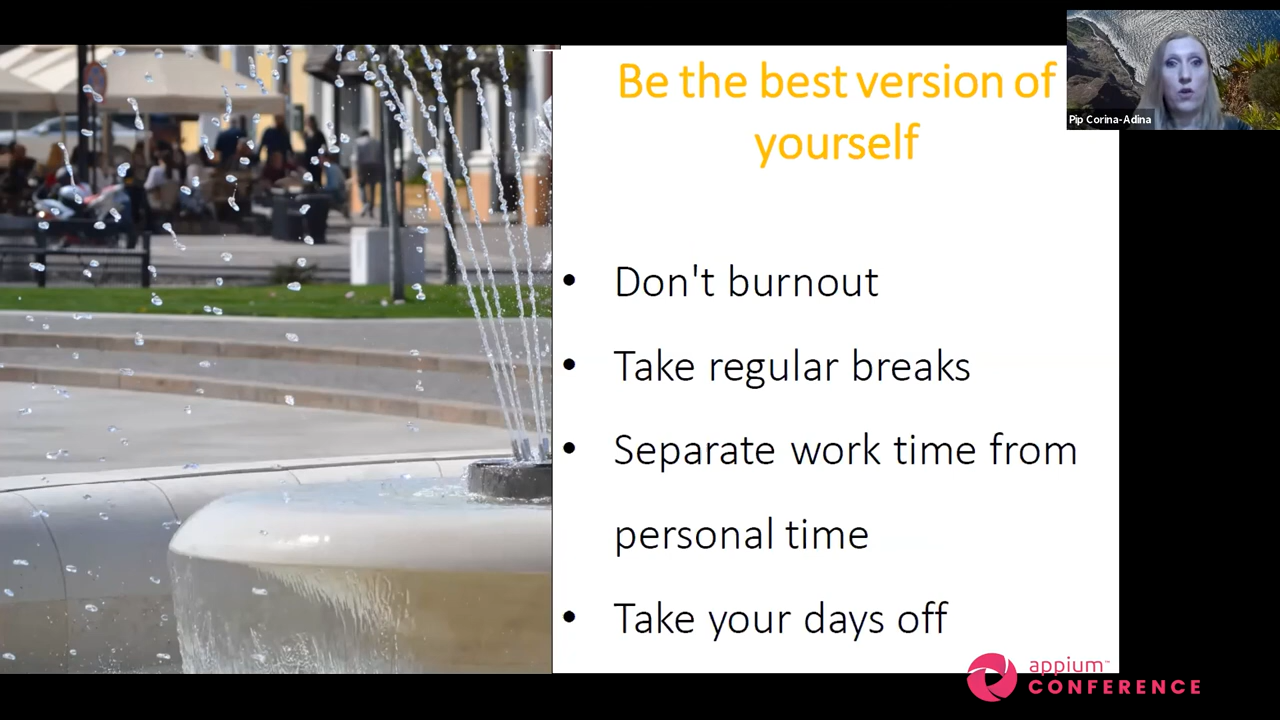 Be the best version of
yourself
Pip Corina-Adina
• Don't burnout
• Take regular breaks
• Separate work time from
personal time
• Take your days off
appium™
CONFERENCE